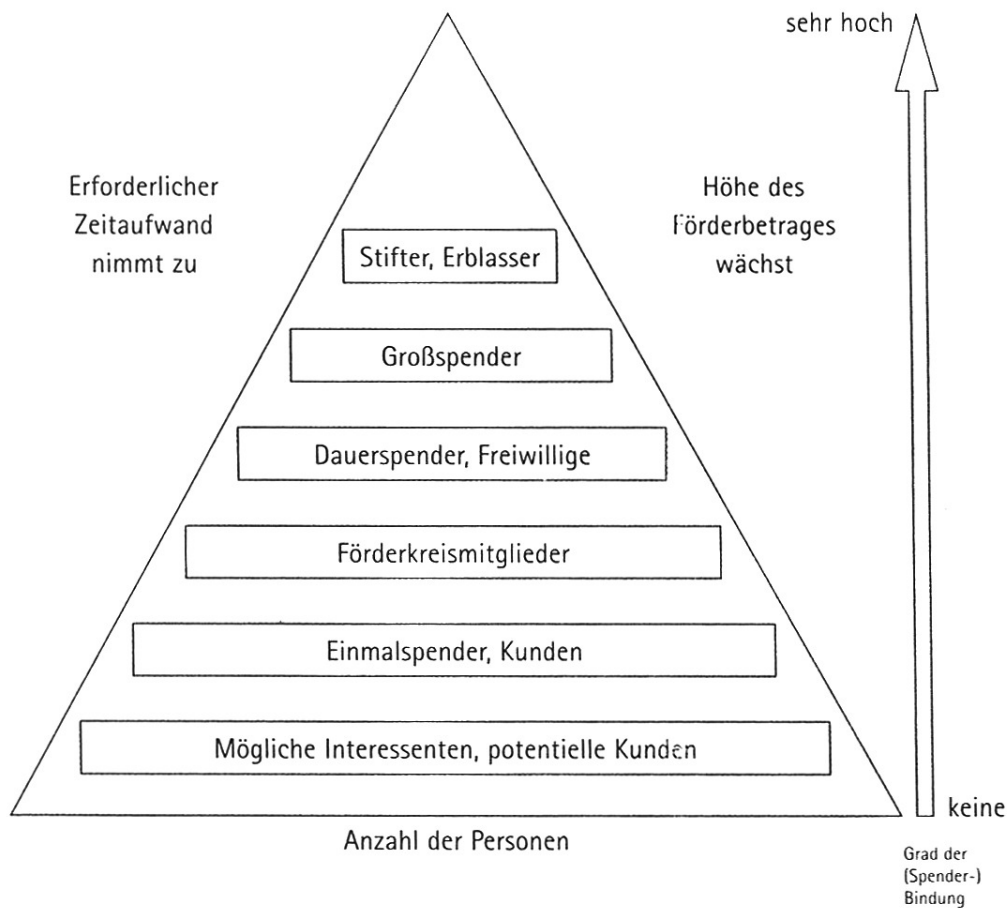 sehr hoch
Erforderlicher
Zeitaufwand
nimmt zu
Höhe des
Förderbetrages
wächst
Stifter, Erblasser
Großspender
Dauerspender, Freiwillige
Förderkreismitglieder
Einmalspender, Kunden
Mögliche Interessenten, potentielle Kunden
keine
Anzahl der Personen
Grad der
(Spender-)
Bindung